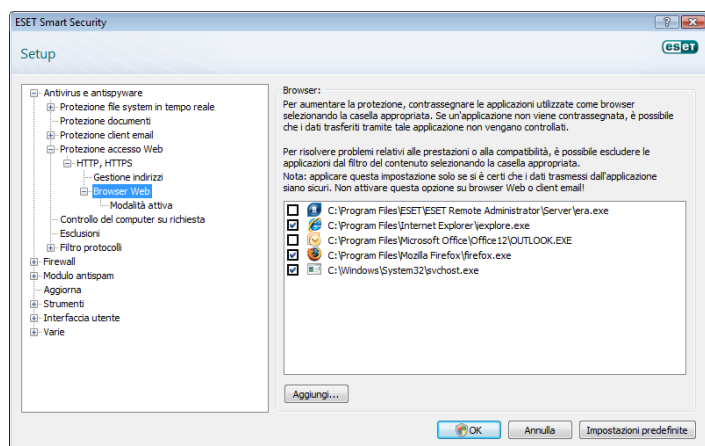 ESET Smart Security
Setup
eset
Antivirus e antispyware
Protezione file system in tempo reale
Protezione documenti
Protezione client email
Protezione accesso Web
HTTP, HTTPS
Gestione indirizzi
Browser Web
Modalità attiva
Controllo del computer su richiesta
Esclusioni
Filtro protocolli
Firewall
Modulo antispam
Aggiorna
Strumenti
Interfaccia utente
Varie
Browser:
Per aumentare la protezione, contrassegnare le applicazioni utilizzate come browser
selezionando la casella appropriata. Se un'applicazione non viene contrassegnata, è possibile
che i dati trasferiti tramite tale applicazione non vengano controllati.
Per risolvere problemi relativi alle prestazioni o alla compatibilità, è possibile escludere le
applicazioni dal filtro del contenuto selezionando la casella appropriata.
Nota: applicare questa impostazione solo se si è certi che i dati trasmessi dall'applicazione
siano sicuri. Non attivare questa opzione su browser Web o client email!
C:\Program Files\ESET\ESET Remote Administrator\Server\era.exe
C:\Program Files\Internet Explorer\iexplore.exe
C:\Program Files\Microsoft Office\Office12\OUTLOOK.EXE
C:\Program Files\Mozilla Firefox\firefox.exe
C:\Windows\System32\svchost.exe
Aggiungi...
OK
Annulla
Impostazioni predefinite